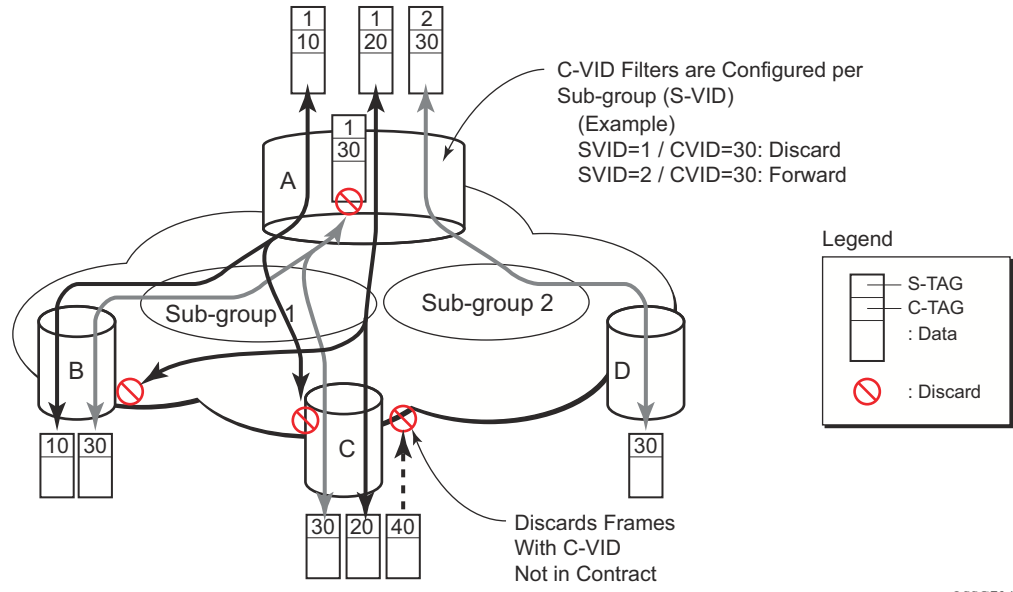 1
10
1
20
2
30
C-VID Filters are Configured per
Sub-group (S-VID)
(Example)
SVID=1 / CVID=30: Discard
SVID=2 / CVID=30: Forward
1
30
A
Legend
S-TAG
C-TAG
: Data
: Discard
Sub-group 1
Sub-group 2
B
C
D
10
30
30
30
20
40
Discards Frames
With C-VID
Not in Contract